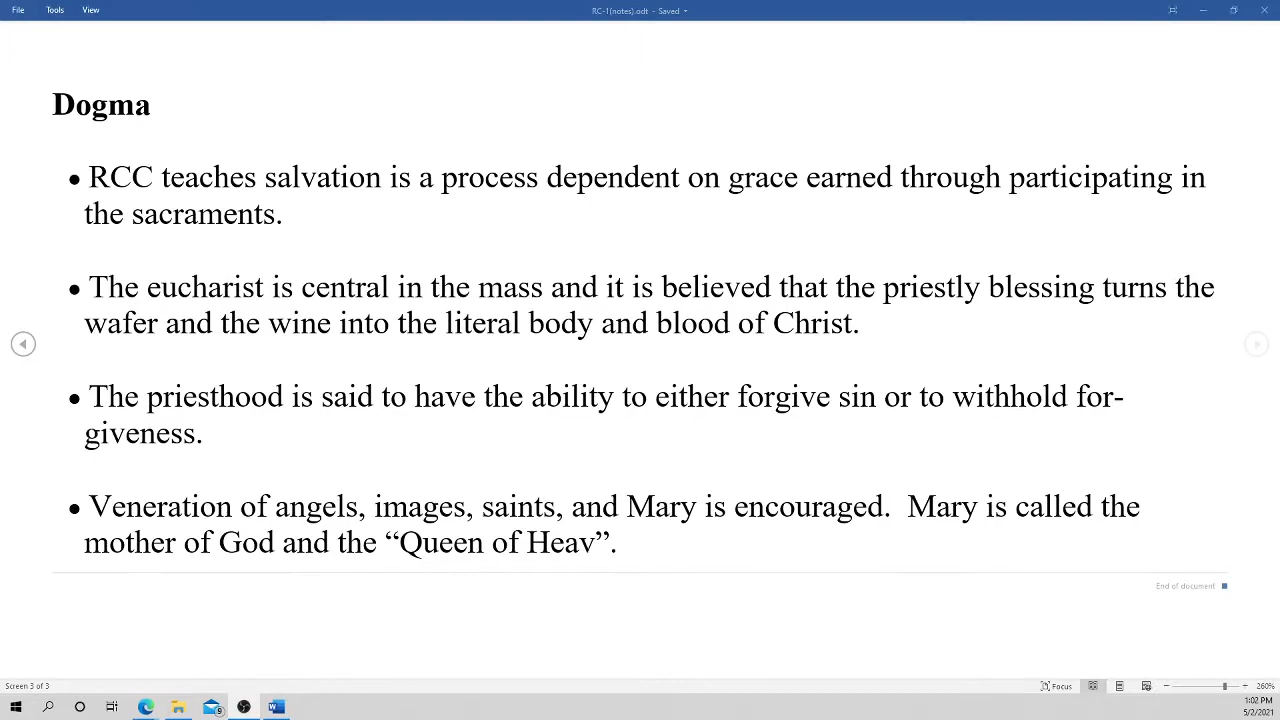 File Tools View RC-1(notes).odt - Saved
Dogma
• RCC teaches salvation is a process dependent on grace earned through participating in
the sacraments.
• The eucharist is central in the mass and it is believed that the priestly blessing turns the
wafer and the wine into the literal body and blood of Christ.
• The priesthood is said to have the ability to either forgive sin or to withhold for-
giveness.
• Veneration of angels, images, saints, and Mary is encouraged.  Mary is called the
mother of God and the “Queen of Heav”.
End of document
Screen 3 of 3 Focus 260%
9
1:02 PM
5/2/2021